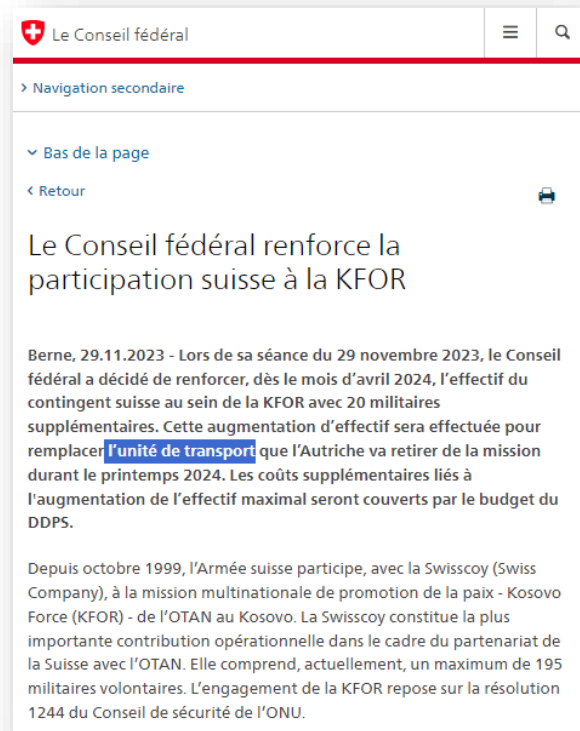 Le Conseil fédéral
Navigation secondaire
Bas de la page
Retour
Le Conseil fédéral renforce la
participation suisse à la KFOR
Berne, 29.11.2023 - Lors de sa séance du 29 novembre 2023, le Conseil
fédéral a décidé de renforcer, dès le mois d’avril 2024, l’effectif du
contingent suisse au sein de la KFOR avec 20 militaires
supplémentaires. Cette augmentation d’effectif sera effectuée pour
remplacer l’unité de transport que l’Autriche va retirer de la mission
durant le printemps 2024. Les coûts supplémentaires liés à
l'augmentation de l’effectif maximal seront couverts par le budget du
DDPS.
Depuis octobre 1999, l’Armée suisse participe, avec la Swisscoy (Swiss
Company), à la mission multinationale de promotion de la paix - Kosovo
Force (KFOR) - de l’OTAN au Kosovo. La Swisscoy constitue la plus
importante contribution opérationnelle dans le cadre du partenariat de
la Suisse avec l’OTAN. Elle comprend, actuellement, un maximum de 195
militaires volontaires. L’engagement de la KFOR repose sur la résolution
1244 du Conseil de sécurité de l’ONU.